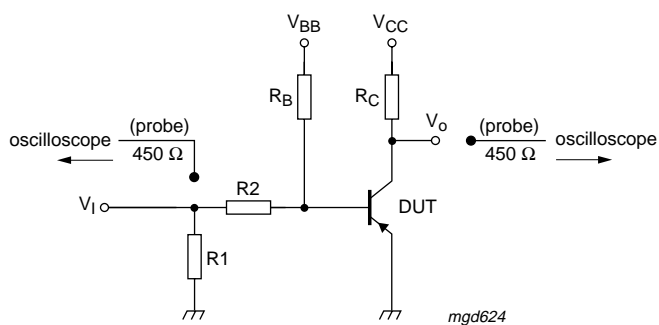 V_BB V_CC
R_B R_C
oscilloscope (probe) 450 Ω
V_o (probe) 450 Ω oscilloscope
R2
V_I
DUT
R1
mgd624